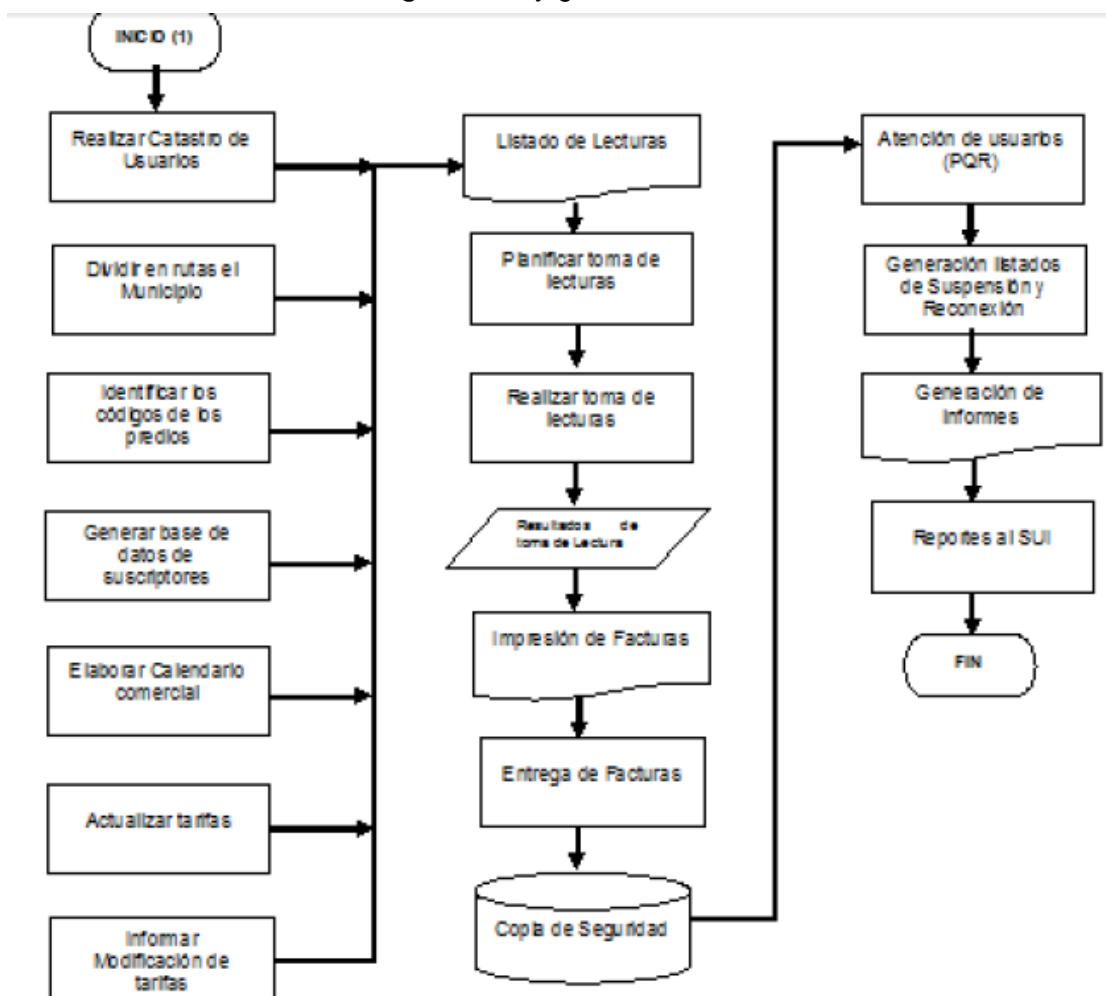 INICIO (1)
Realizar Catastro de
Usuarios
Dividir en rutas el
Municipio
Identificar los
códigos de los
predios
Generar base de
datos de
suscriptores
Elaborar Calendario
comercial
Actualizar tarifas
Informar
Modificación de
tarifas
Listado de Lecturas
Planificar toma de
lecturas
Realizar toma de
lecturas
Resultados de
toma de Lectura
Impresión de Facturas
Entrega de Facturas
Copia de Seguridad
Atención de usuarios
(PQR)
Generación listados
de Suspensión y
Reconexión
Generación de
Informes
Reportes al SUI
FIN